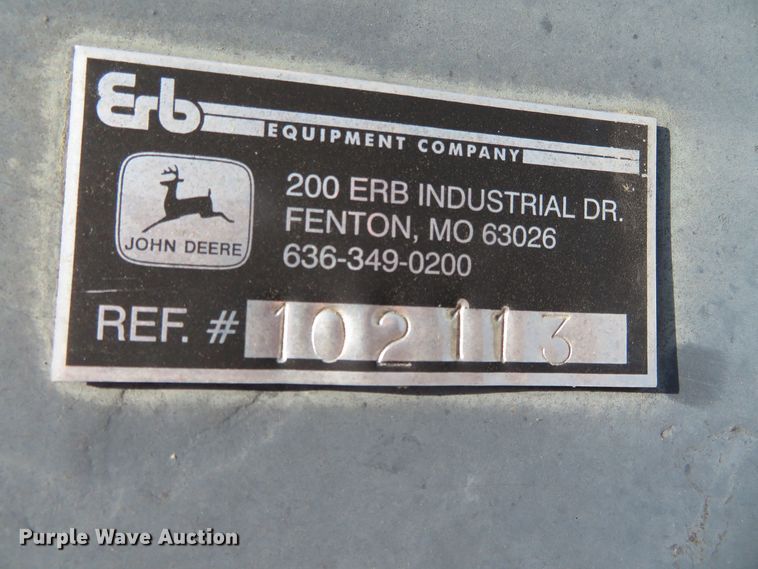 Erb
EQUIPMENT COMPANY
200 ERB INDUSTRIAL DR.
FENTON, MO 63026
636-349-0200
JOHN DEERE
REF. # 102113
Purple Wave Auction®